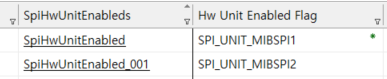 SpiHwUnitEnableds Hw Unit Enabled Flag
SpiHwUnitEnabled SPI_UNIT_MIBSPI1 *
SpiHwUnitEnabled_001 SPI_UNIT_MIBSPI2